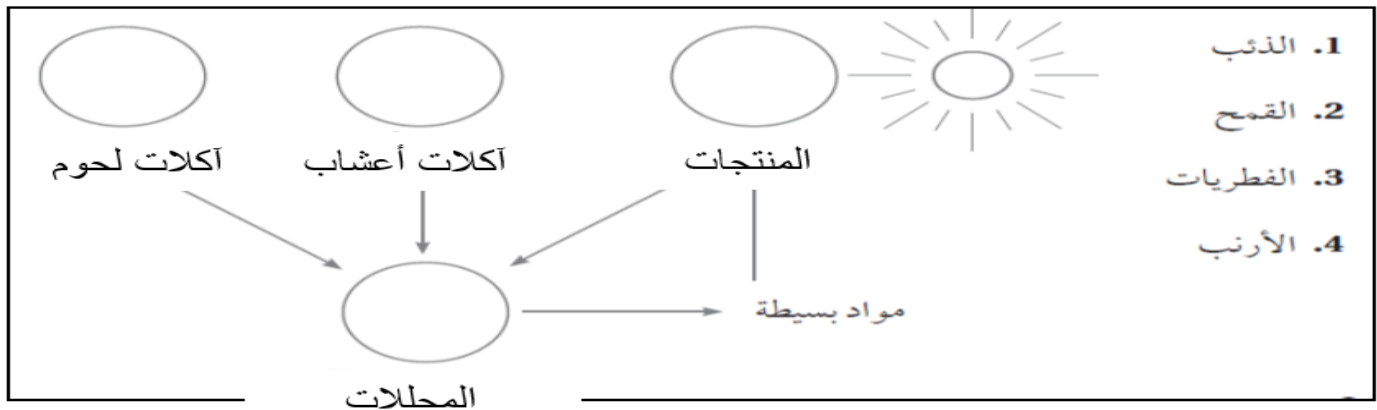 1. الذئب
2. القمح
3. الفطريات
4. الأرنب
المنتجات
آكلات أعشاب
آكلات لحوم
مواد بسيطة
المحللات